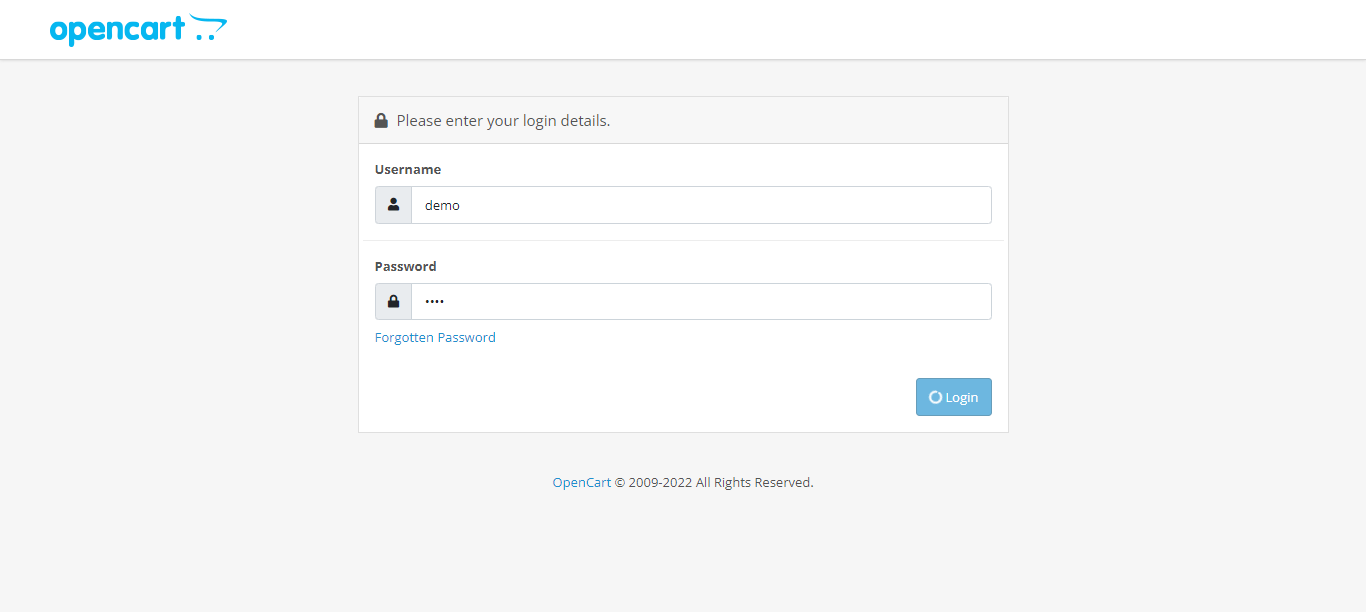 opencart
Please enter your login details.
Username
demo
Password
••••
Forgotten Password
Login
OpenCart © 2009-2022 All Rights Reserved.